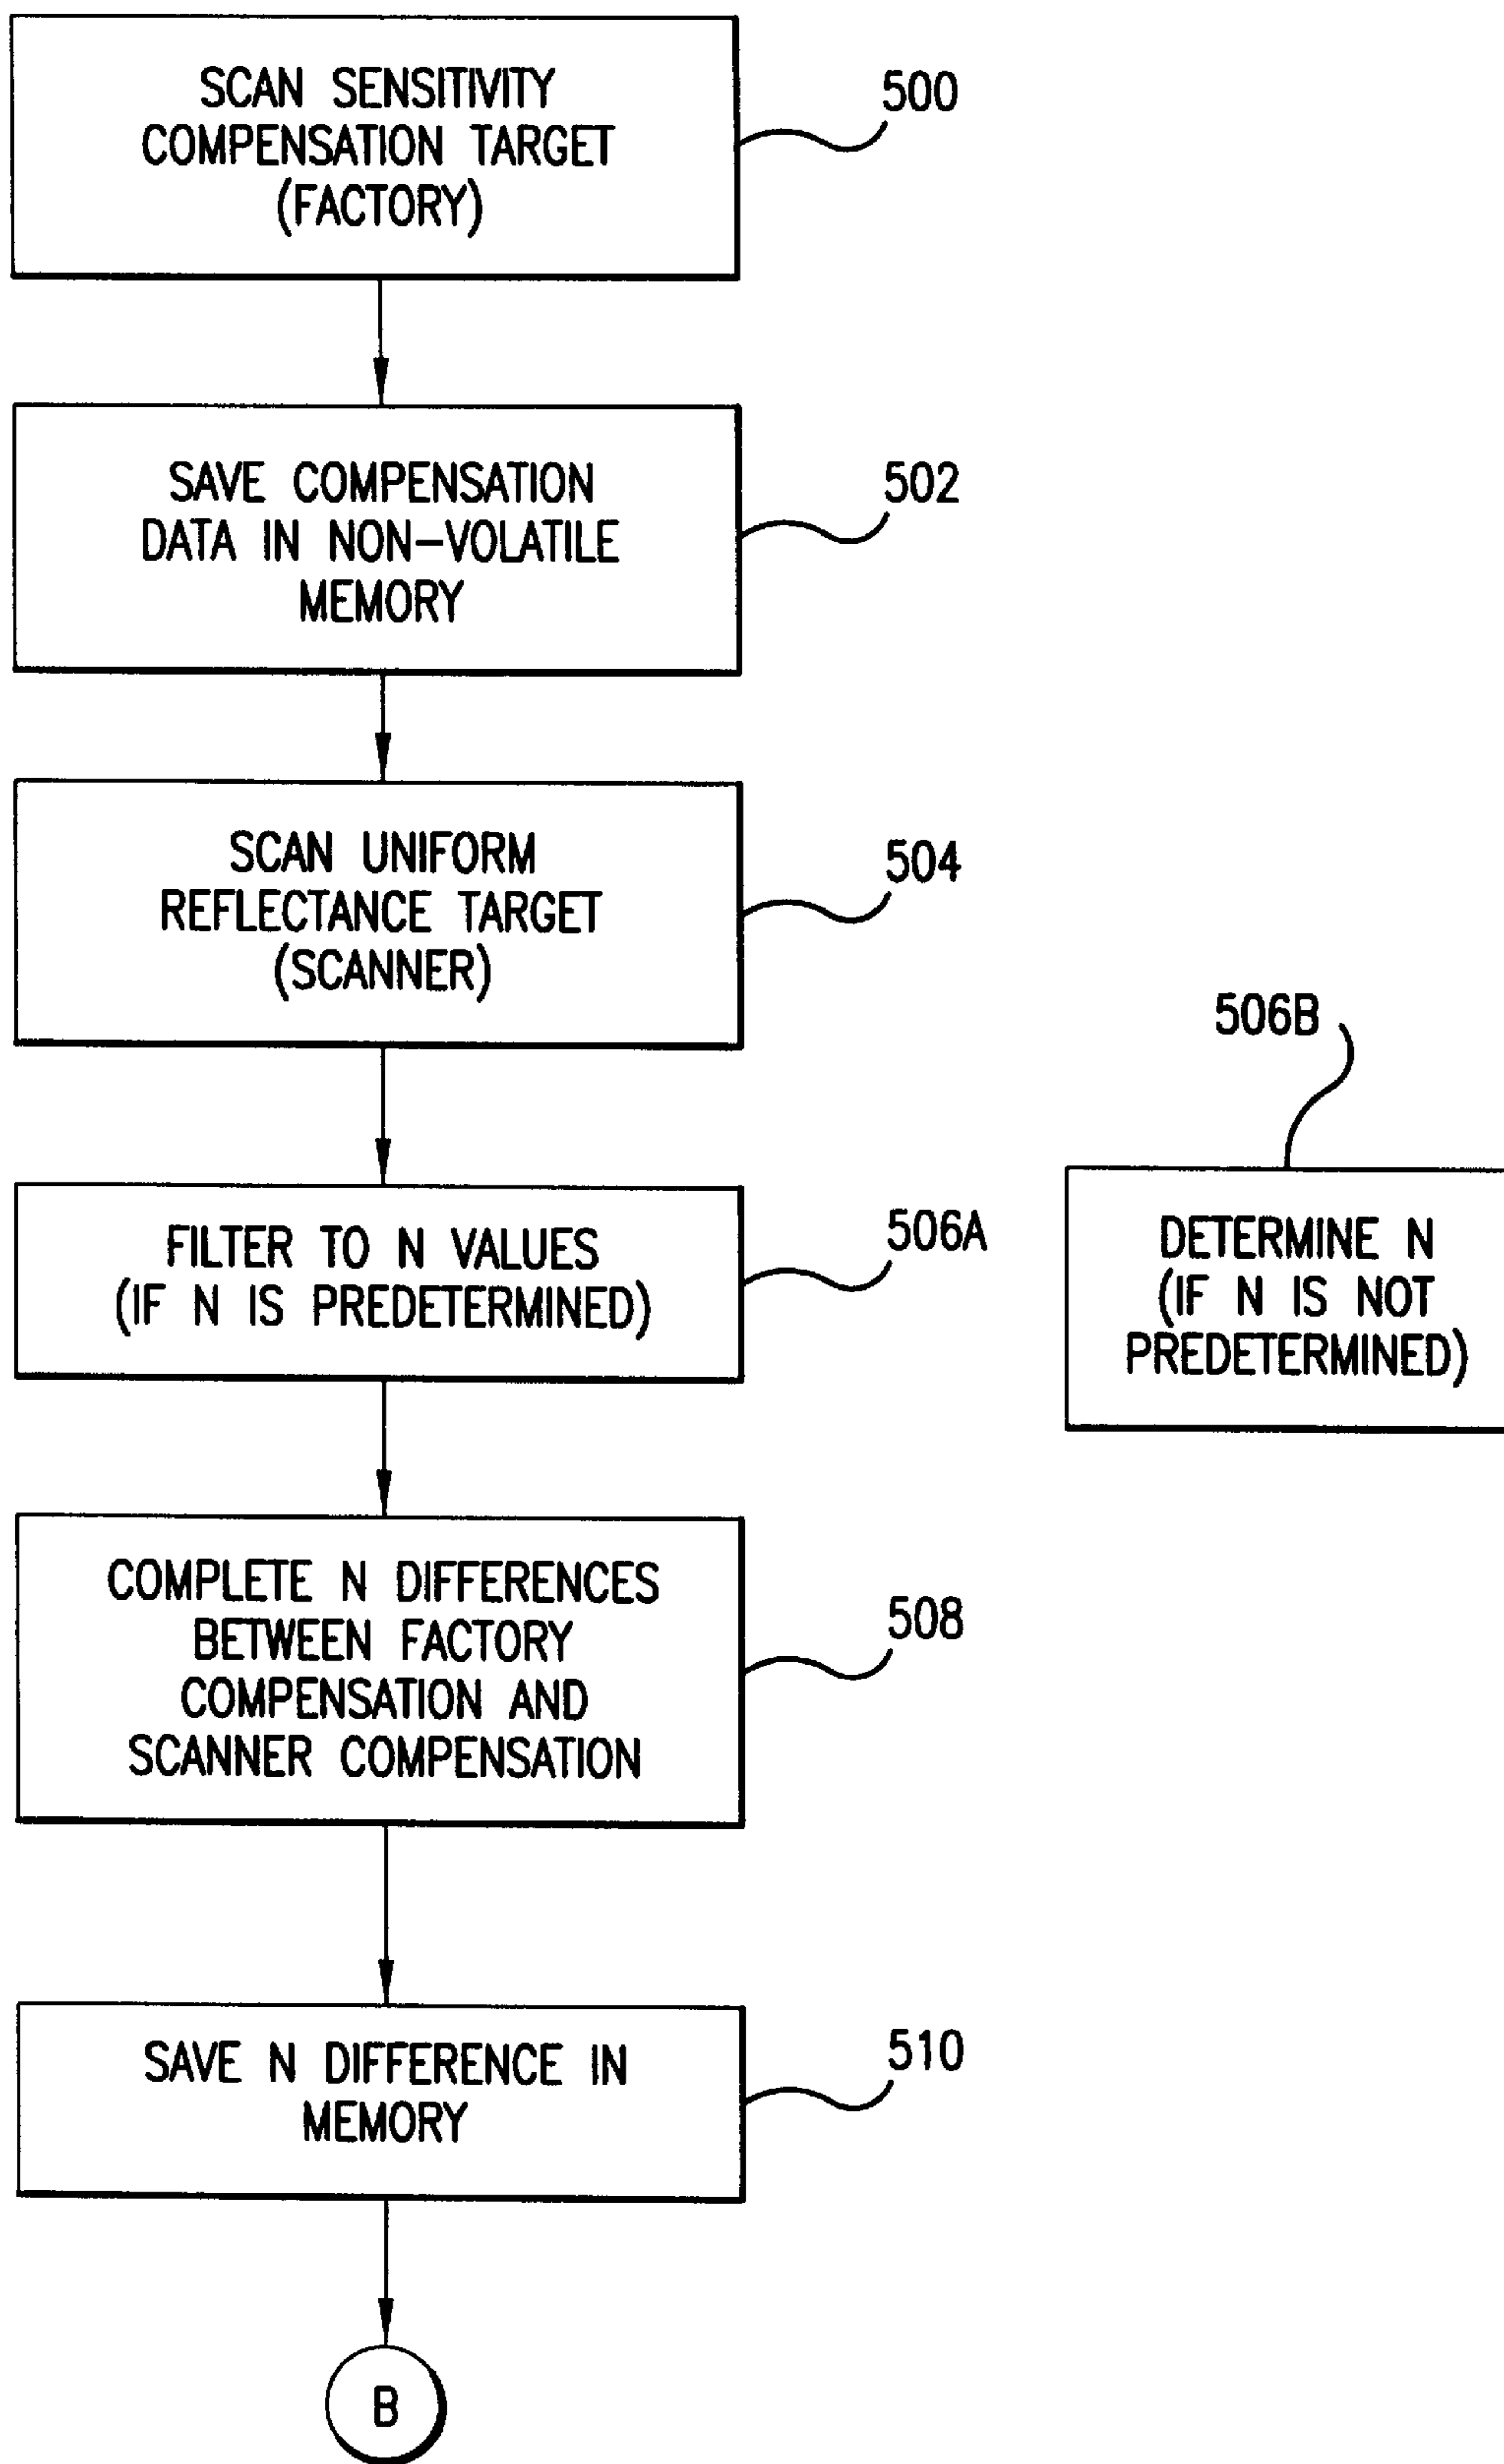 SCAN SENSITIVITY
COMPENSATION TARGET
(FACTORY)
500
SAVE COMPENSATION
DATA IN NON-VOLATILE
MEMORY
502
SCAN UNIFORM
REFLECTANCE TARGET
(SCANNER)
504
FILTER TO N VALUES
(IF N IS PREDETERMINED)
506A
506B
DETERMINE N
(IF N IS NOT
PREDETERMINED)
COMPLETE N DIFFERENCES
BETWEEN FACTORY
COMPENSATION AND
SCANNER COMPENSATION
508
SAVE N DIFFERENCE IN
MEMORY
510
B